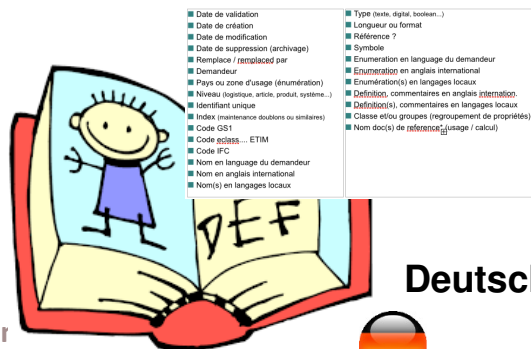 Date de validation
Date de création
Date de modification
Date de suppression (archivage)
Remplace / remplaced par
Demandeur
Pays ou zone d'usage (énumération)
Niveau (logistique, article, produit, système...)
Identifiant unique
Index (maintenance doublons ou similaires)
Code GS1
Code eclass.... ETIM
Code IFC
Nom en language du demandeur
Nom en anglais international
Nom(s) en langages locaux
Type (texte, digital, boolean...)
Longueur ou format
Référence ?
Symbole
Enumeration en language du demandeur
Enumeration en anglais international
Enumération(s) en langages locaux
Definition, commentaires en anglais internation.
Definition(s), commentaires en langages locaux
Classe et/ou groupes (regroupement de propriétés)
Nom doc(s) de reference* (usage / calcul)
DEF
Deutsch
r